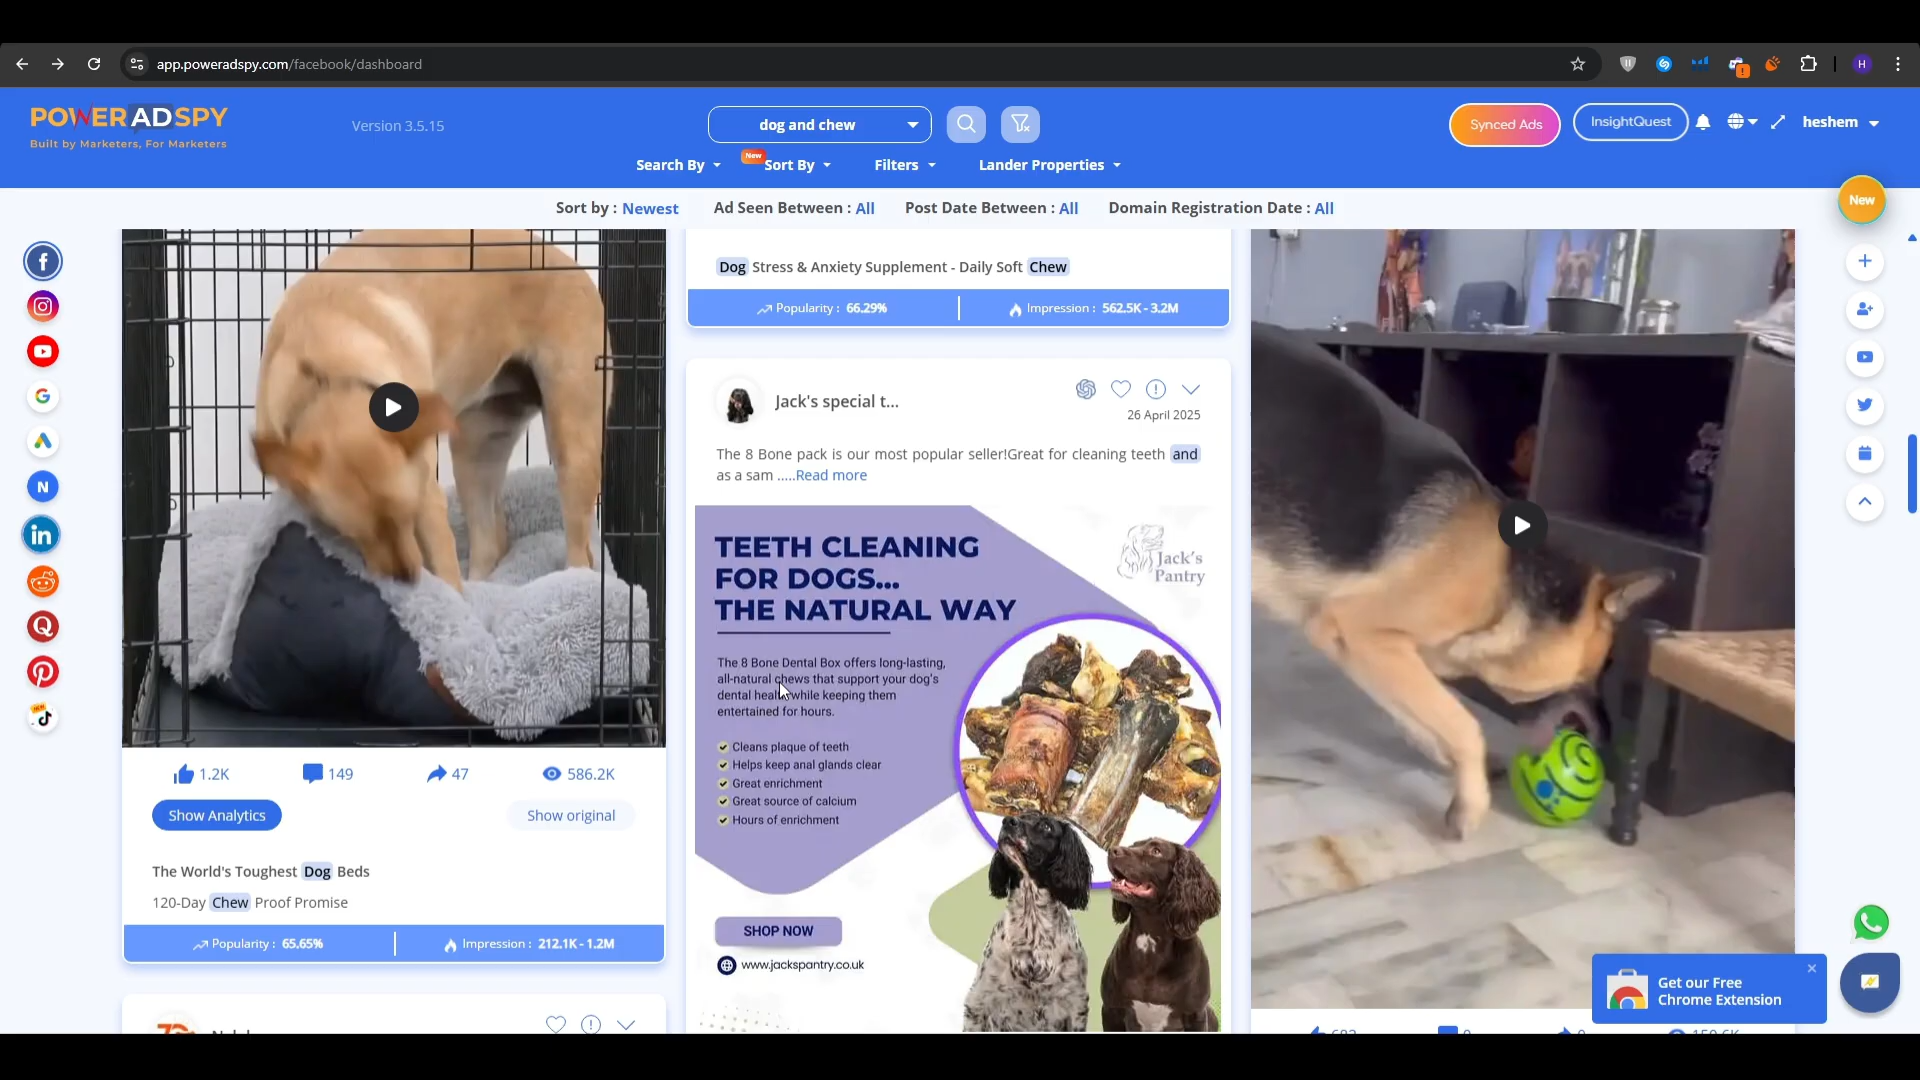 app.poweradspy.com/facebook/dashboard
H
POWERADSPY
Built by Marketers, For Marketers
Version 3.5.15
dog and chew
Synced Ads
InsightQuest
heshem
Search By
New
Sort By
Filters
Lander Properties
Sort by : Newest
Ad Seen Between : All
Post Date Between : All
Domain Registration Date : All
New
1.2K
149
47
586.2K
Show Analytics
Show original
The World's Toughest Dog Beds
120-Day Chew Proof Promise
Popularity : 65.65%
Impression : 212.1K - 1.2M
Dog Stress & Anxiety Supplement - Daily Soft Chew
Popularity : 66.29%
Impression : 562.5K - 3.2M
Jack's special t...
26 April 2025
The 8 Bone pack is our most popular seller!Great for cleaning teeth and
as a sam .....Read more
TEETH CLEANING
FOR DOGS...
THE NATURAL WAY
Jack's
Pantry
The 8 Bone Dental Box offers long-lasting,
all-natural chews that support your dog's
dental health while keeping them
entertained for hours.
Cleans plaque of teeth
Helps keep anal glands clear
Great enrichment
Great source of calcium
Hours of enrichment
SHOP NOW
www.jackspantry.co.uk
Get our Free
Chrome Extension